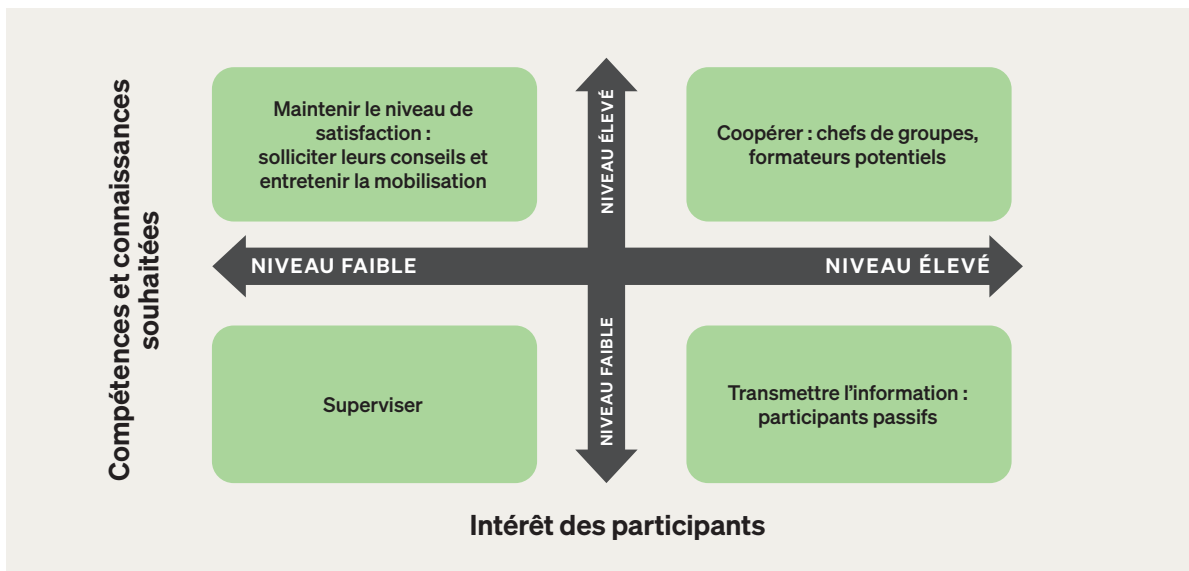 Compétences et connaissances
souhaitées
Maintenir le niveau de
satisfaction :
solliciter leurs conseils et
entretenir la mobilisation
NIVEAU ÉLEVÉ
Coopérer : chefs de groupes,
formateurs potentiels
NIVEAU FAIBLE
NIVEAU ÉLEVÉ
Superviser
NIVEAU FAIBLE
Transmettre l’information :
participants passifs
Intérêt des participants